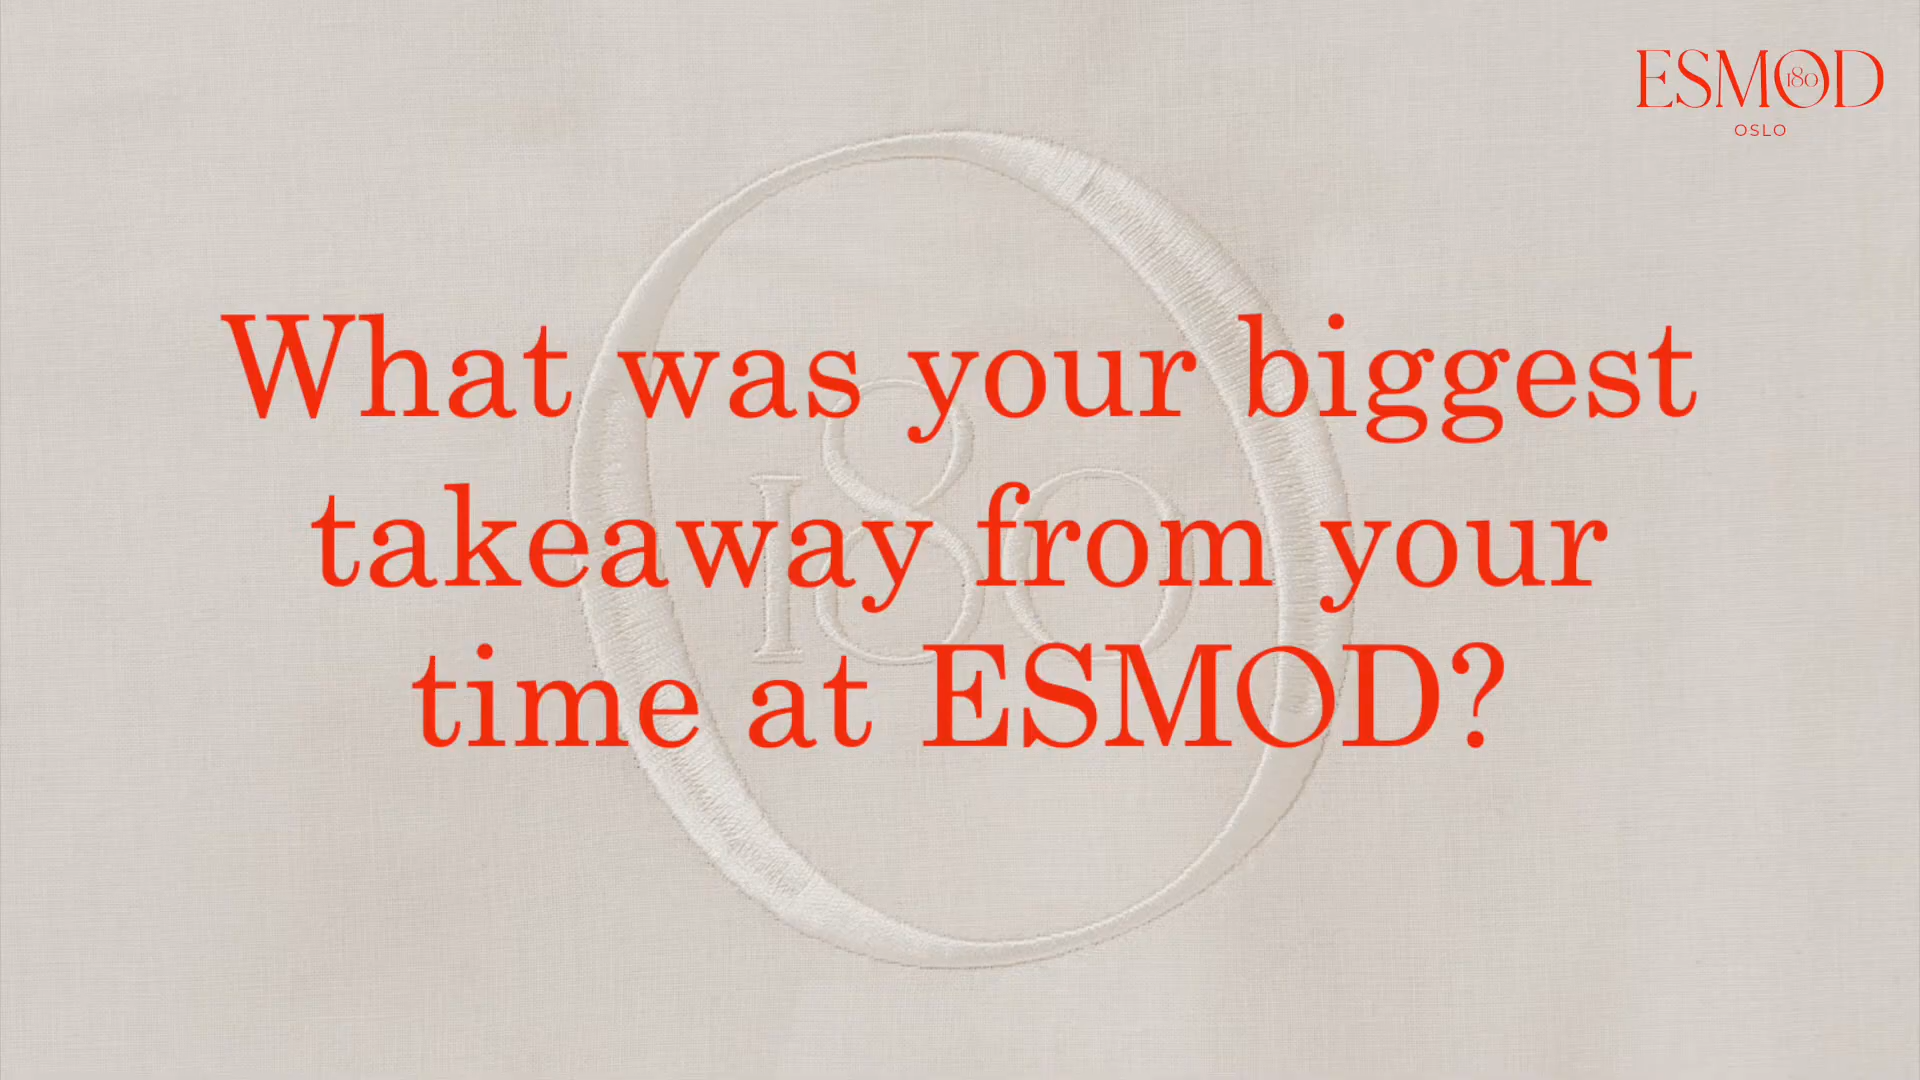 ESMOD
180
OSLO
What was your biggest
takeaway from your
time at ESMOD?
180